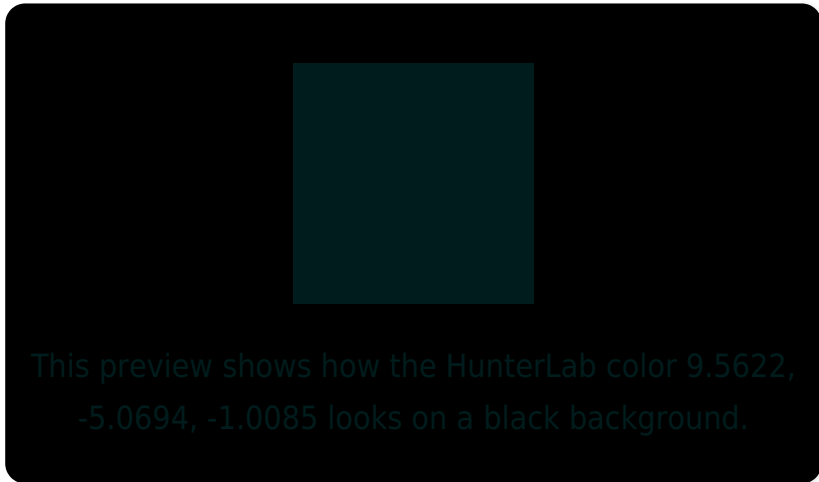 This preview shows how the HunterLab color 9.5622,
-5.0694, -1.0085 looks on a black background.